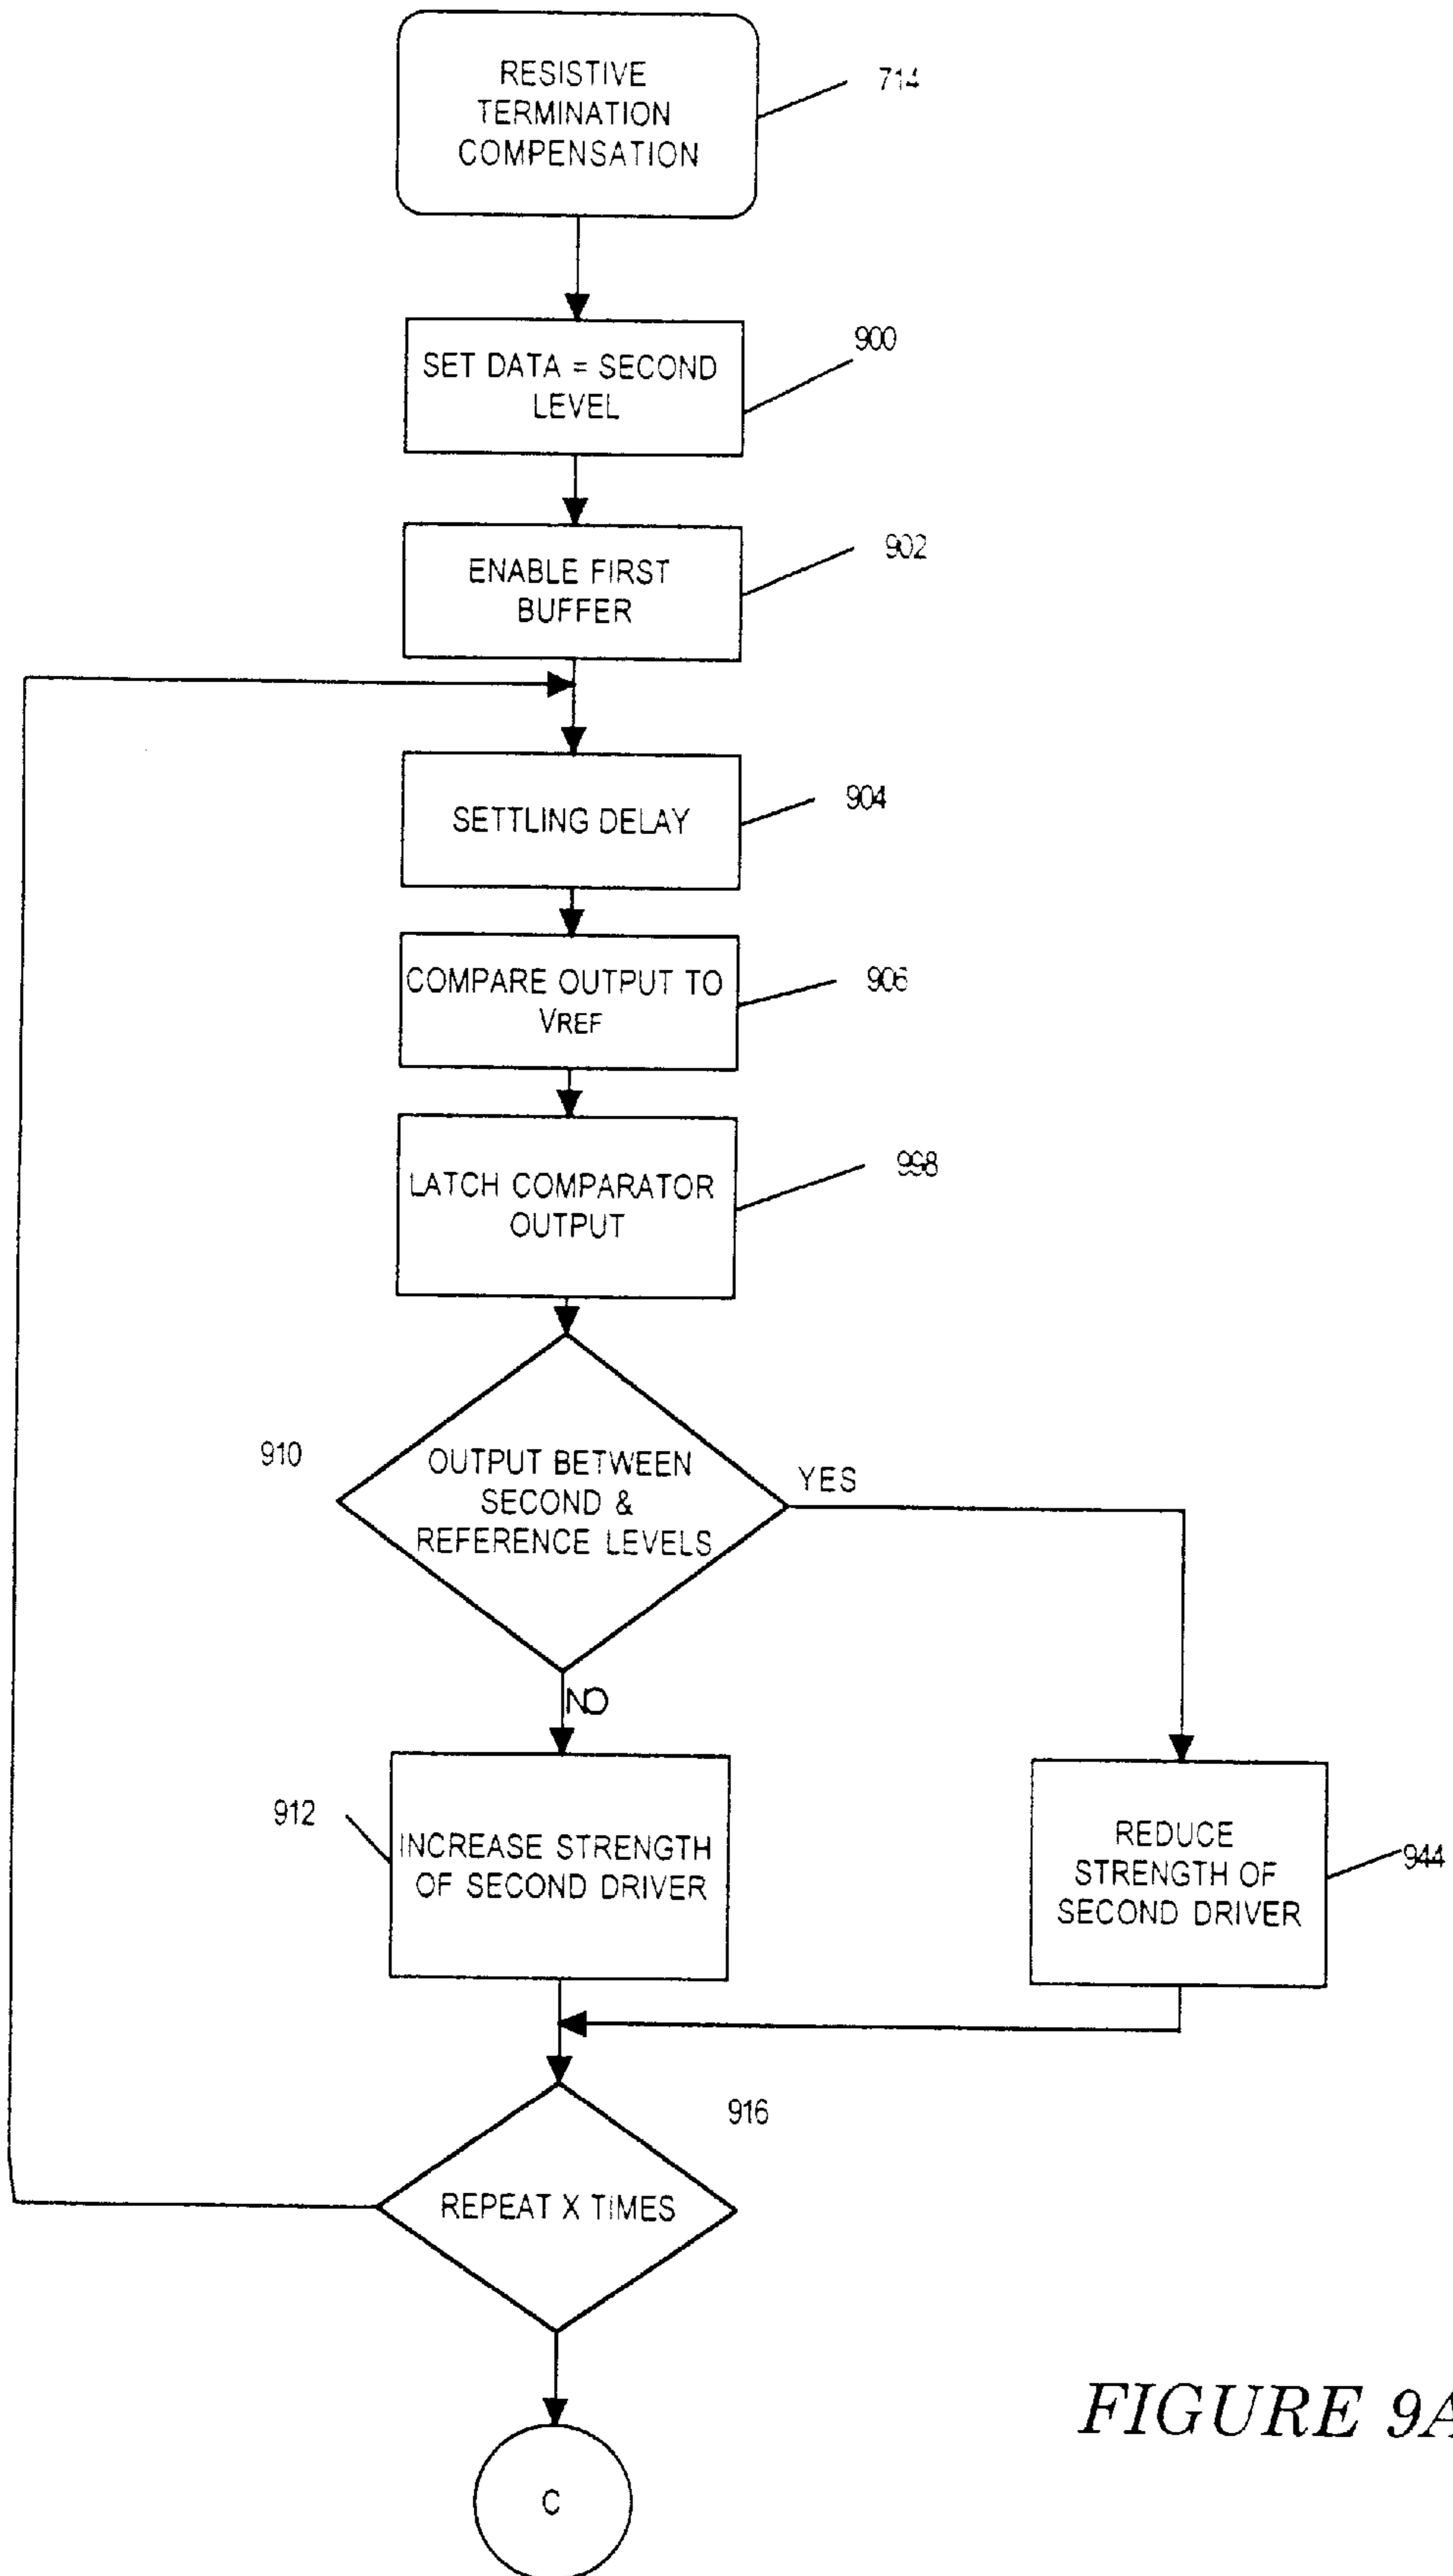 RESISTIVE
TERMINATION
COMPENSATION
714
SET DATA = SECOND
LEVEL
900
ENABLE FIRST
BUFFER
902
SETTLING DELAY
904
COMPARE OUTPUT TO
VREF
906
LATCH COMPARATOR
OUTPUT
998
910
OUTPUT BETWEEN
SECOND &
REFERENCE LEVELS
YES
NO
912
INCREASE STRENGTH
OF SECOND DRIVER
REDUCE
STRENGTH OF
SECOND DRIVER
944
916
REPEAT X TIMES
C
FIGURE 9A